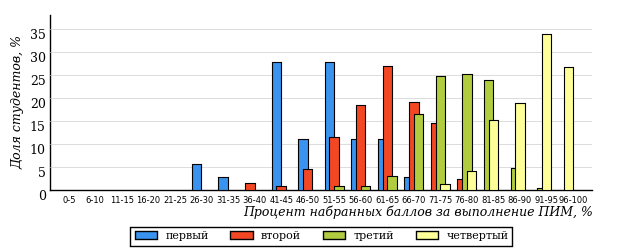 Доля студентов, %
35
30
25
20
15
10
5
0
0-5 6-10 11-15 16-20 21-25 26-30 31-35 36-40 41-45 46-50 51-55 56-60 61-65 66-70 71-75 76-80 81-85 86-90 91-95 96-100
Процент набранных баллов за выполнение ПИМ, %
первый второй третий четвертый